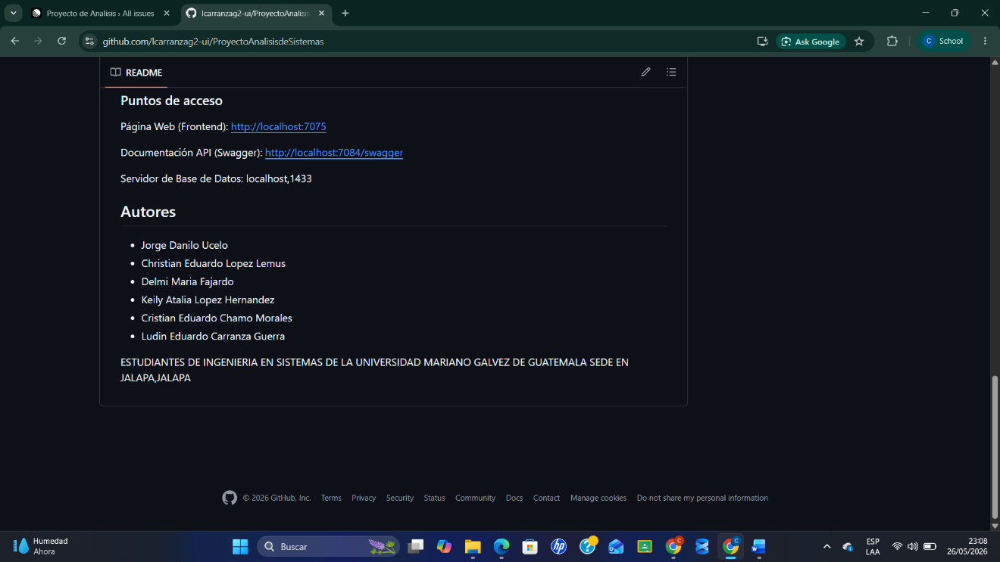 Proyecto de Analisis › All issues
lcarranzag2-ui/ProyectoAnalisis
github.com/lcarranzag2-ui/ProyectoAnalisisdeSistemas
Ask Google
C School
README
Puntos de acceso
Página Web (Frontend): http://localhost:7075
Documentación API (Swagger): http://localhost:7084/swagger
Servidor de Base de Datos: localhost,1433
Autores
Jorge Danilo Ucelo
Christian Eduardo Lopez Lemus
Delmi Maria Fajardo
Keily Atalia Lopez Hernandez
Cristian Eduardo Chamo Morales
Ludin Eduardo Carranza Guerra
ESTUDIANTES DE INGENIERIA EN SISTEMAS DE LA UNIVERSIDAD MARIANO GALVEZ DE GUATEMALA SEDE EN
JALAPA,JALAPA
© 2026 GitHub, Inc. Terms Privacy Security Status Community Docs Contact Manage cookies Do not share my personal information
Humedad
Ahora
Buscar
ESP
LAA
23:08
26/05/2026